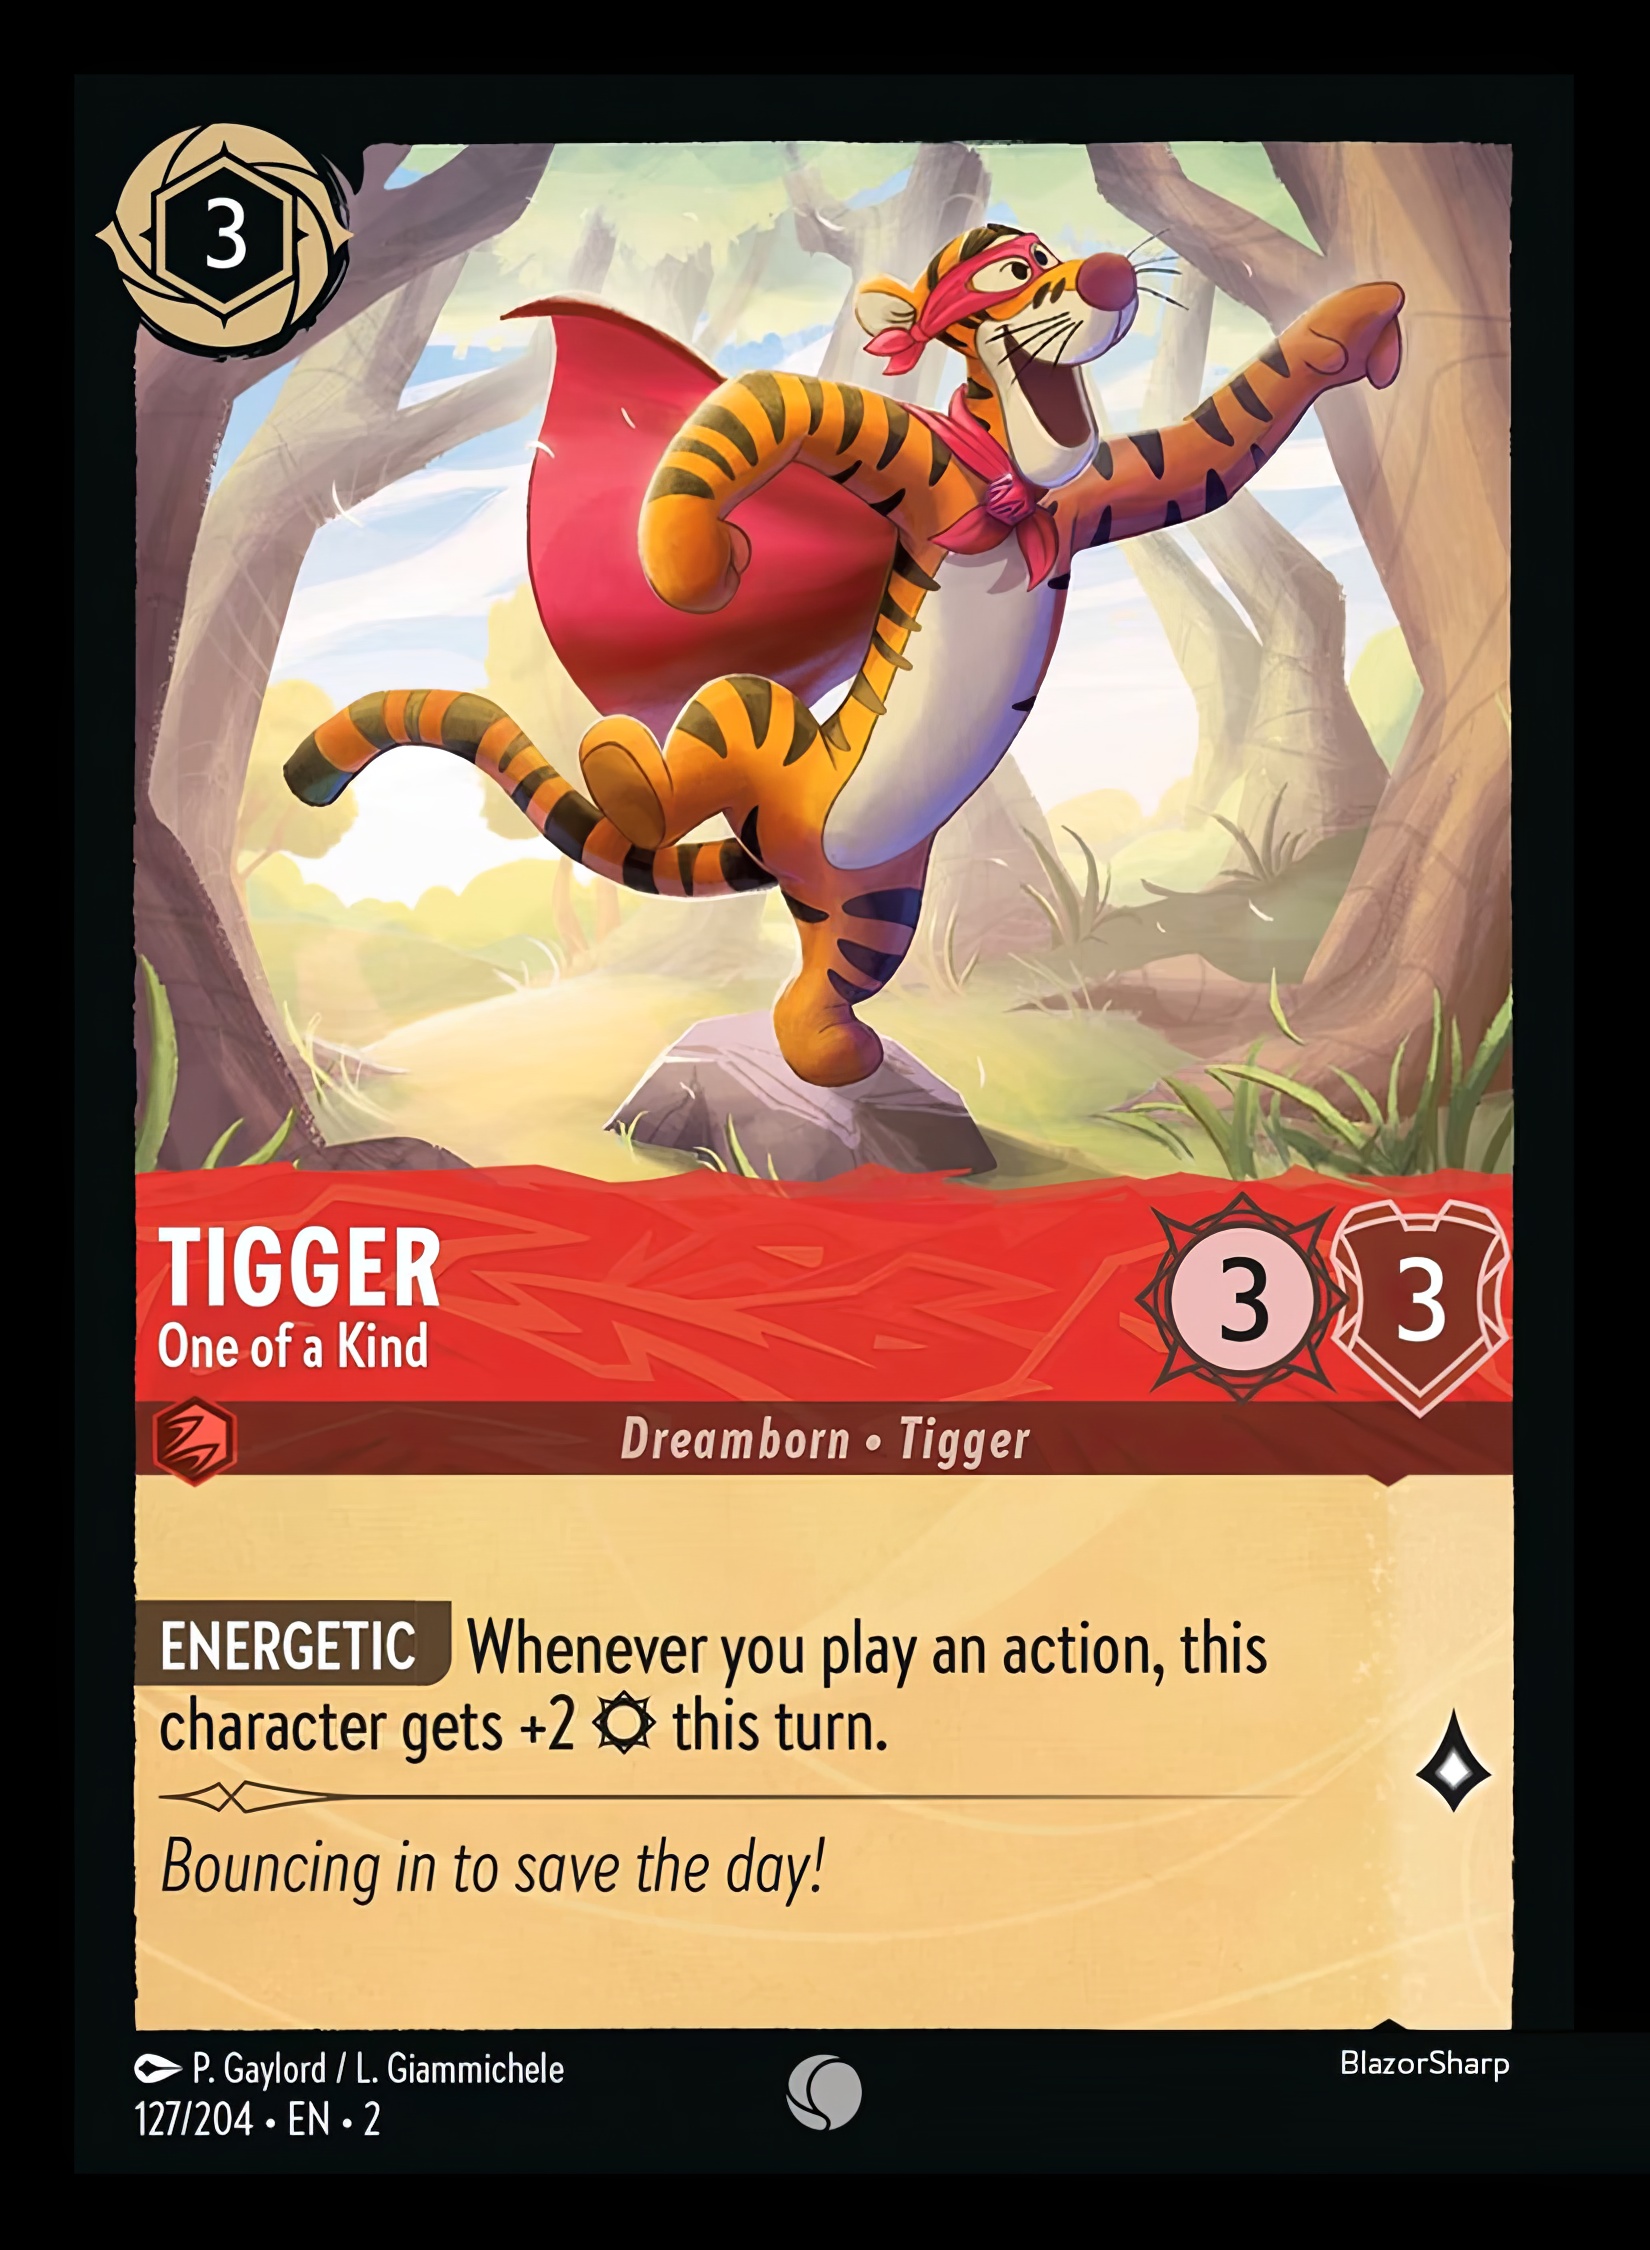 3
TIGGER
One of a Kind
3 3
Dreamborn • Tigger
ENERGETIC Whenever you play an action, this
character gets +2 this turn.
Bouncing in to save the day!
P. Gaylord / L. Giammichele
BlazorSharp
127/204 • EN • 2